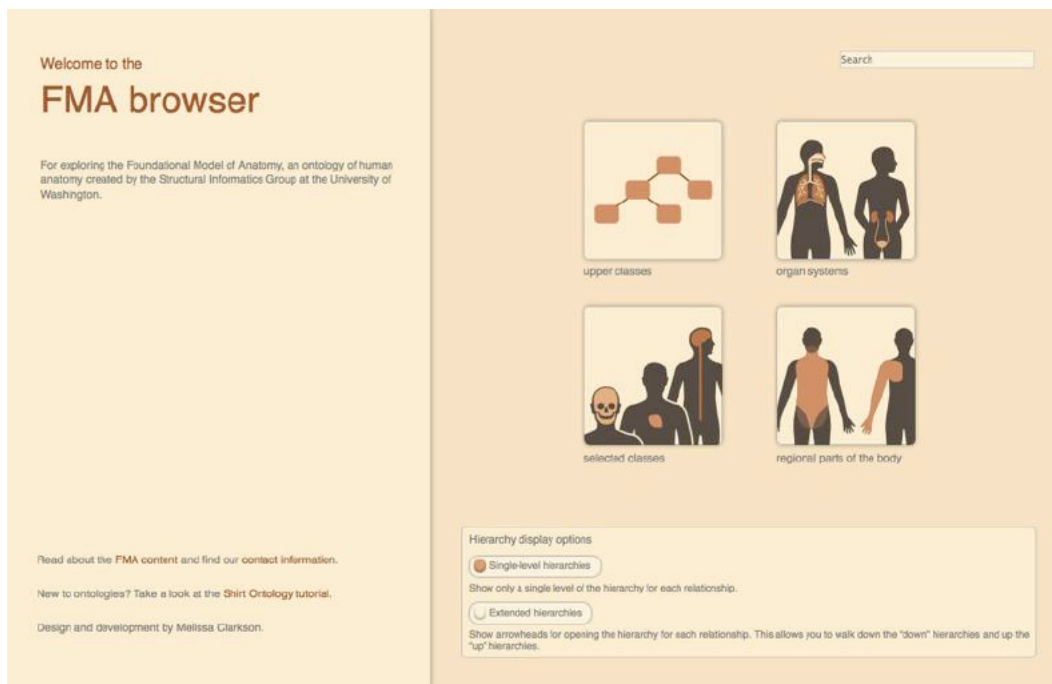 Welcome to the
FMA browser
For exploring the Foundational Model of Anatomy, an ontology of human
anatomy created by the Structural Informatics Group at the University of
Washington.
Read about the FMA content and find our contact information.
New to ontologies? Take a look at the Shirt Ontology tutorial.
Design and development by Melissa Clarkson.
Search
upper classes
organ systems
selected classes
regional parts of the body
Hierarchy display options
Single-level hierarchies
Show only a single level of the hierarchy for each relationship.
Extended hierarchies
Show arrowheads for opening the hierarchy for each relationship. This allows you to walk down the "down" hierarchies and up the
"up" hierarchies.